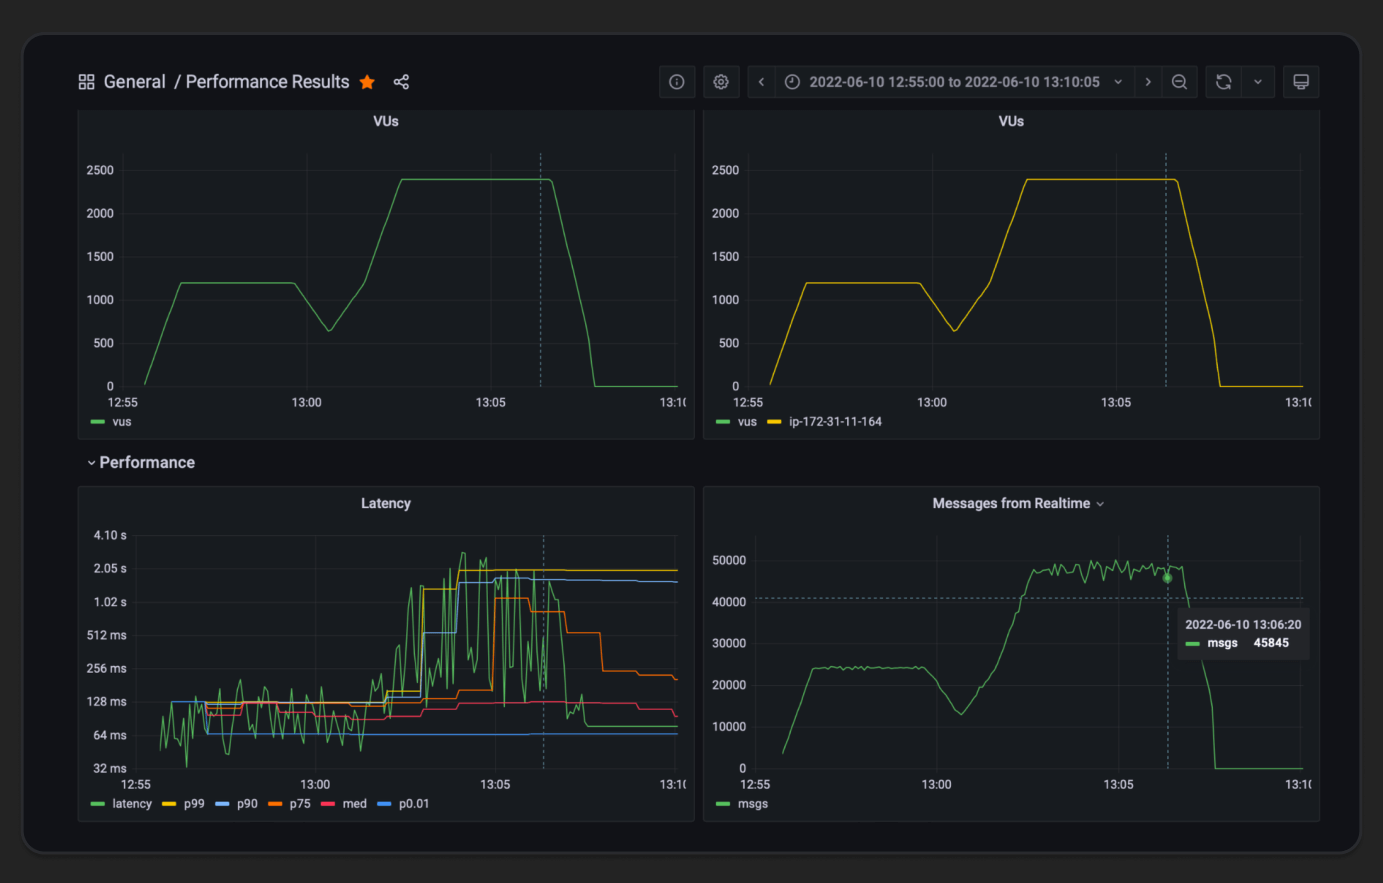 General / Performance Results
2022-06-10 12:55:00 to 2022-06-10 13:10:05
VUs
2500
2000
1500
1000
500
0
12:55 13:00 13:05 13:10
vus
VUs
2500
2000
1500
1000
500
0
12:55 13:00 13:05 13:10
vus ip-172-31-11-164
Performance
Latency
4.10 s
2.05 s
1.02 s
512 ms
256 ms
128 ms
64 ms
32 ms
12:55 13:00 13:05 13:10
latency p99 p90 p75 med p0.01
Messages from Realtime
50000
40000
30000
20000
10000
0
2022-06-10 13:06:20
msgs 45845
12:55 13:00 13:05 13:10
msgs